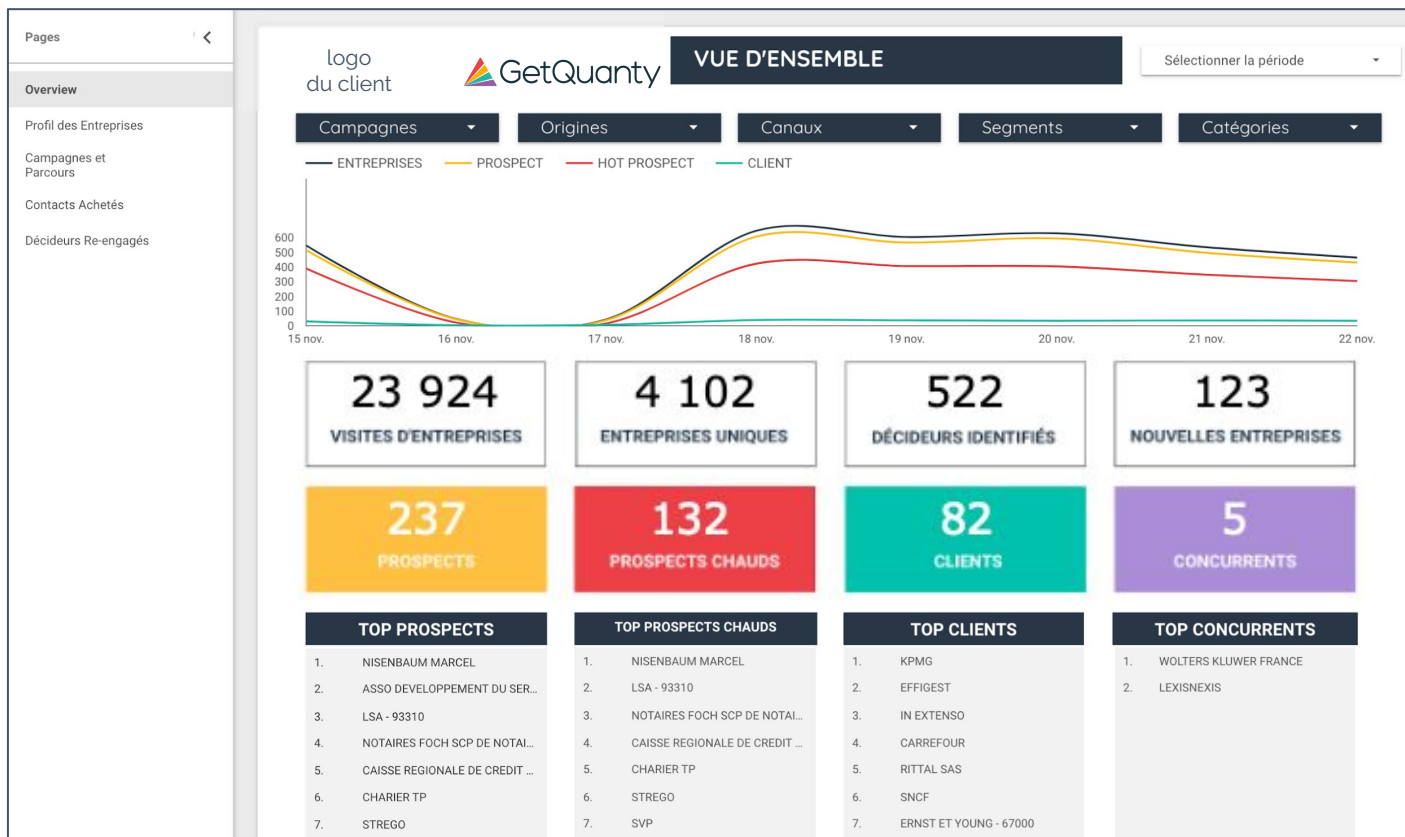 Pages
Overview
Profil des Entreprises
Campagnes et
Parcours
Contacts Achetés
Décideurs Re-engagés
logo
du client
GetQuanty
VUE D'ENSEMBLE
Sélectionner la période
Campagnes
Origines
Canaux
Segments
Catégories
ENTREPRISES
PROSPECT
HOT PROSPECT
CLIENT
600
500
400
300
200
100
0
15 nov.
16 nov.
17 nov.
18 nov.
19 nov.
20 nov.
21 nov.
22 nov.
23 924
VISITES D'ENTREPRISES
4 102
ENTREPRISES UNIQUES
522
DÉCIDEURS IDENTIFIÉS
123
NOUVELLES ENTREPRISES
237
PROSPECTS
132
PROSPECTS CHAUDS
82
CLIENTS
5
CONCURRENTS
TOP PROSPECTS
1. NISENBAUM MARCEL
2. ASSO DEVELOPPEMENT DU SER...
3. LSA - 93310
4. NOTAIRES FOCH SCP DE NOTAI...
5. CAISSE REGIONALE DE CREDIT ...
6. CHARIER TP
7. STREGO
TOP PROSPECTS CHAUDS
1. NISENBAUM MARCEL
2. LSA - 93310
3. NOTAIRES FOCH SCP DE NOTAI...
4. CAISSE REGIONALE DE CREDIT ...
5. CHARIER TP
6. STREGO
7. SVP
TOP CLIENTS
1. KPMG
2. EFFIGEST
3. IN EXTENSO
4. CARREFOUR
5. RITTAL SAS
6. SNCF
7. ERNST ET YOUNG - 67000
TOP CONCURRENTS
1. WOLTERS KLUWER FRANCE
2. LEXISNEXIS